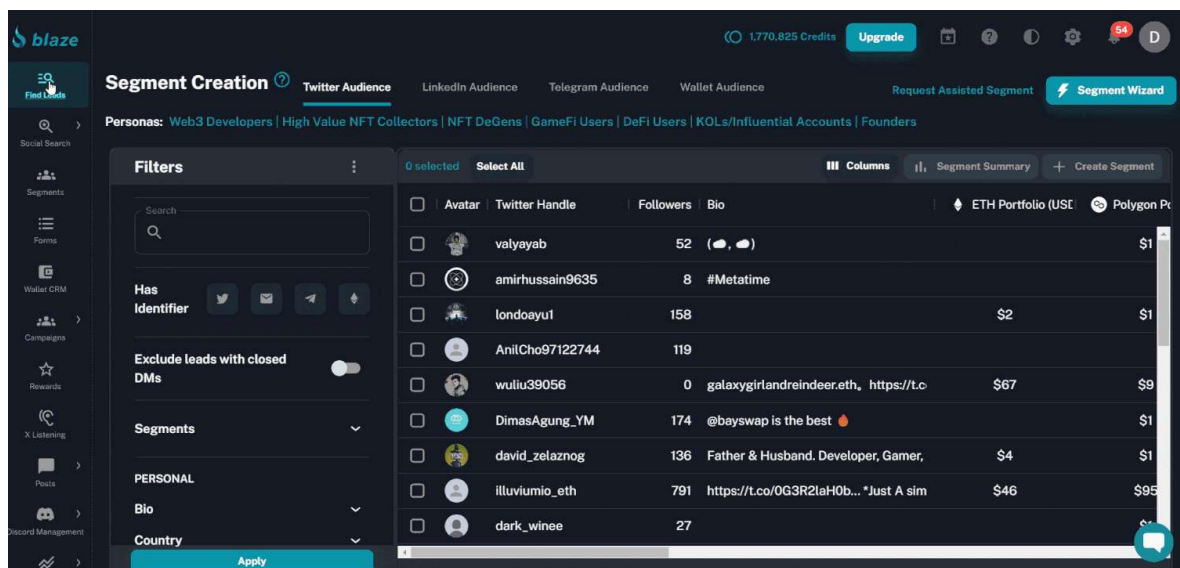 blaze
1,770,825 Credits
Upgrade
54
D
Find Leads
Social Search
Segments
Forms
Wallet CRM
Campaigns
Rewards
X Listening
Posts
Discord Management
Segment Creation
Twitter Audience
LinkedIn Audience
Telegram Audience
Wallet Audience
Request Assisted Segment
Segment Wizard
Personas: Web3 Developers | High Value NFT Collectors | NFT DeGens | GameFi Users | DeFi Users | KOLs/Influential Accounts | Founders
Filters
Search
Has
Identifier
Exclude leads with closed
DMs
Segments
PERSONAL
Bio
Country
Apply
0 selected Select All Columns Segment Summary + Create Segment
Avatar Twitter Handle Followers Bio ETH Portfolio (USD Polygon Po
valyayab 52 (☁, ☁) $1
amirhussain9635 8 #Metatime
londoayu1 158 $2 $1
AnilCho97122744 119
wuliu39056 0 galaxygirlandreindeer.eth。https://t.c $67 $9
DimasAgung_YM 174 @bayswap is the best $1
david_zelaznog 136 Father & Husband. Developer, Gamer, $4 $1
illuviumio_eth 791 https://t.co/0G3R2laH0b... *Just A sim $46 $95
dark_winee 27